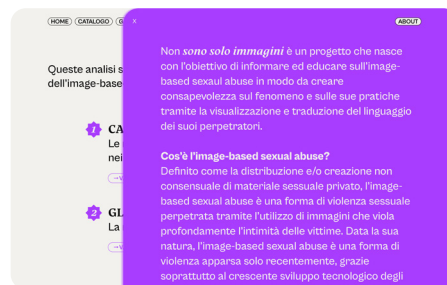 HOME CATALOGO G
x
ABOUT
Queste analisi s
dell'image-base
1 CA
Le
nei
→V
2 GL
La
→V
Non sono solo immagini è un progetto che nasce
con l'obiettivo di informare ed educare sull'image-
based sexaul abuse in modo da creare
consapevolezza sul fenomeno e sulle sue pratiche
tramite la visualizzazione e traduzione del linguaggio
dei suoi perpetratori.
Cos'è l'image-based sexual abuse?
Definito come la distribuzione e/o creazione non
consensuale di materiale sessuale privato, l'image-
based sexual abuse è una forma di violenza sessuale
perpetrata tramite l'utilizzo di immagini che viola
profondamente l'intimità delle vittime. Data la sua
natura, l'image-based sexual abuse è una forma di
violenza apparsa solo recentemente, grazie
soprattutto al crescente sviluppo tecnologico degli